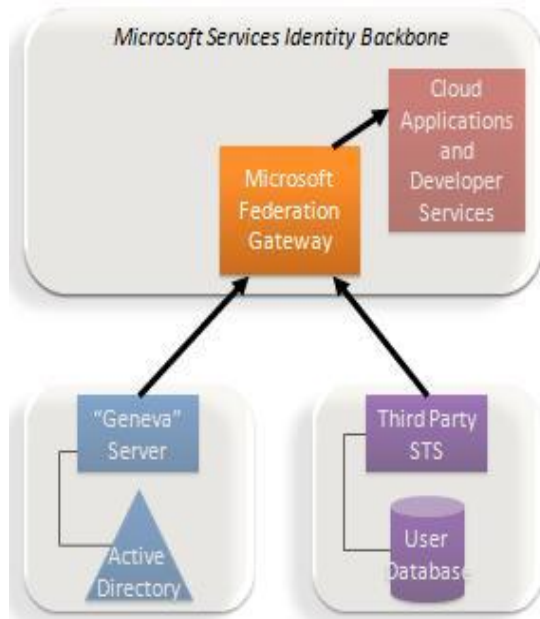 Microsoft Services Identity Backbone
Cloud
Applications
and
Developer
Services
Microsoft
Federation
Gateway
"Geneva"
Server
Active
Directory
Third Party
STS
User
Database